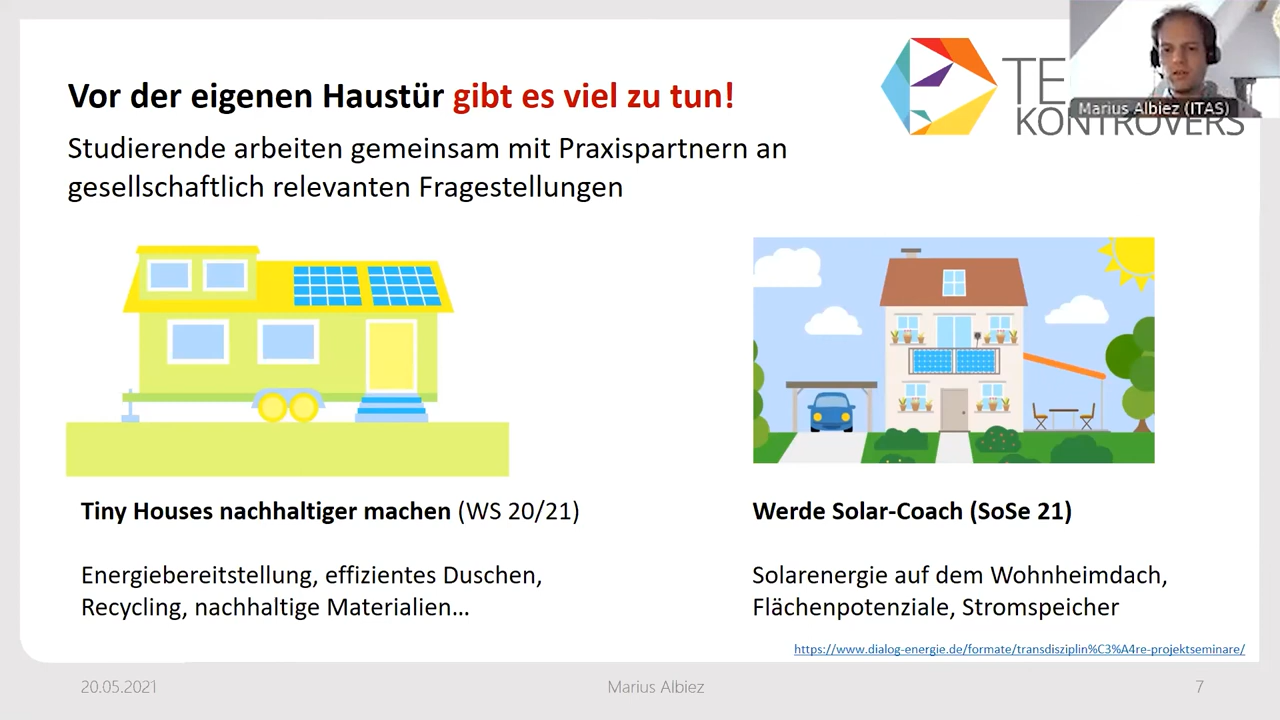 Vor der eigenen Haustür gibt es viel zu tun!
TE
KONTROVERS
Marius Albiez (ITAS)
Studierende arbeiten gemeinsam mit Praxispartnern an
gesellschaftlich relevanten Fragestellungen
Tiny Houses nachhaltiger machen (WS 20/21)
Energiebereitstellung, effizientes Duschen,
Recycling, nachhaltige Materialien…
Werde Solar-Coach (SoSe 21)
Solarenergie auf dem Wohnheimdach,
Flächenpotenziale, Stromspeicher
https://www.dialog-energie.de/formate/transdisziplin%C3%A4re-projektseminare/
20.05.2021
Marius Albiez
7